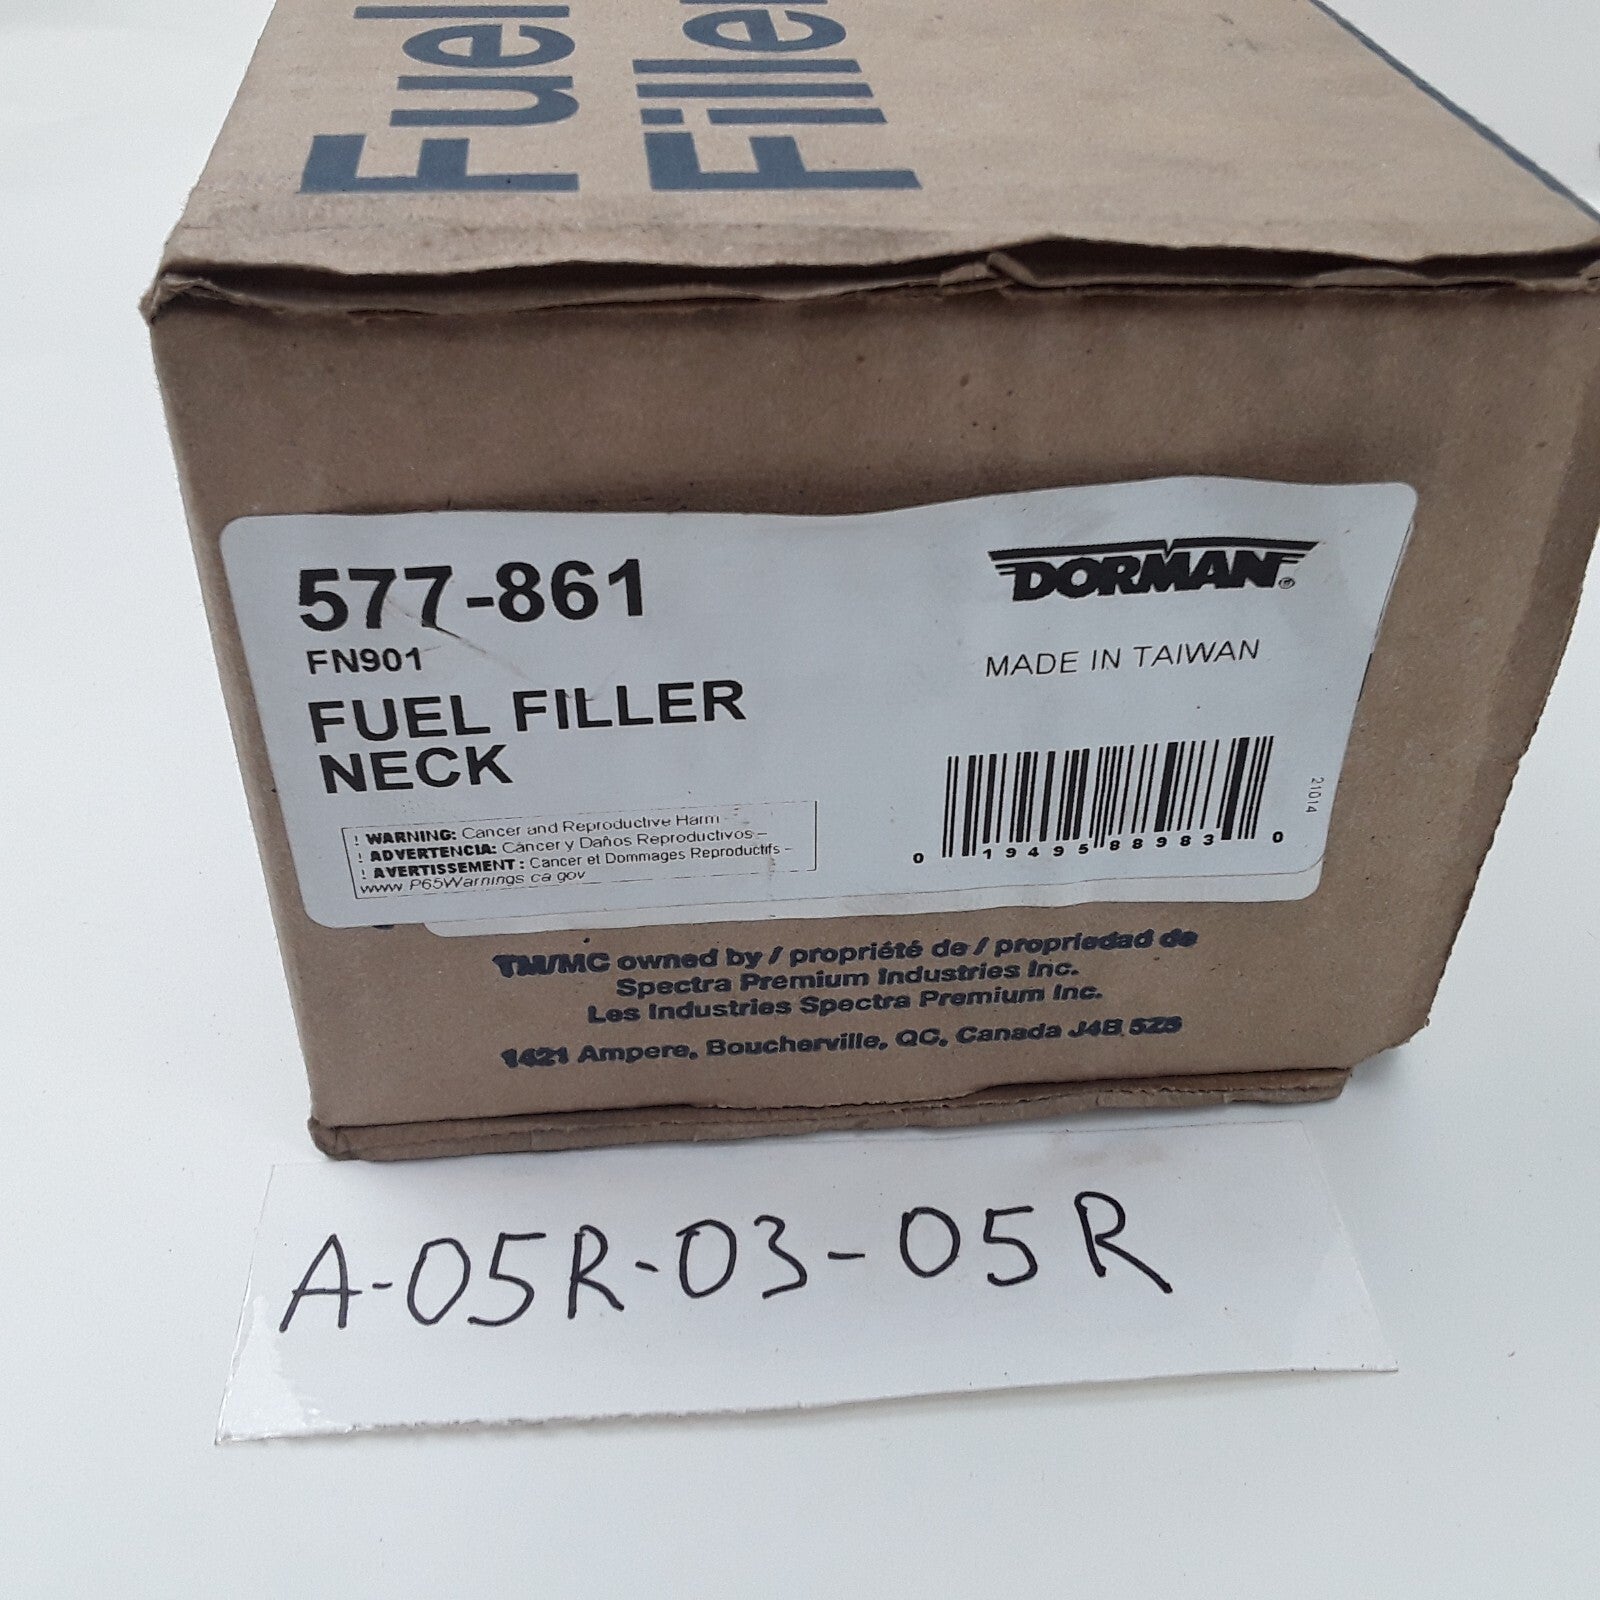 Fuel
Filler
577-861
FN901
FUEL FILLER
NECK
DORMAN®
MADE IN TAIWAN
! WARNING: Cancer and Reproductive Harm -
! ADVERTENCIA: Cáncer y Daños Reproductivos –
! AVERTISSEMENT : Cancer et Dommages Reproductifs –
www.P65Warnings.ca.gov
0 19495 88983 0
21014
TM/MC owned by / propriété de / propriedad de
Spectra Premium Industries Inc.
Les Industries Spectra Premium Inc.
1421 Ampere, Boucherville, QC, Canada J4B 5Z5
A-05R-03-05R